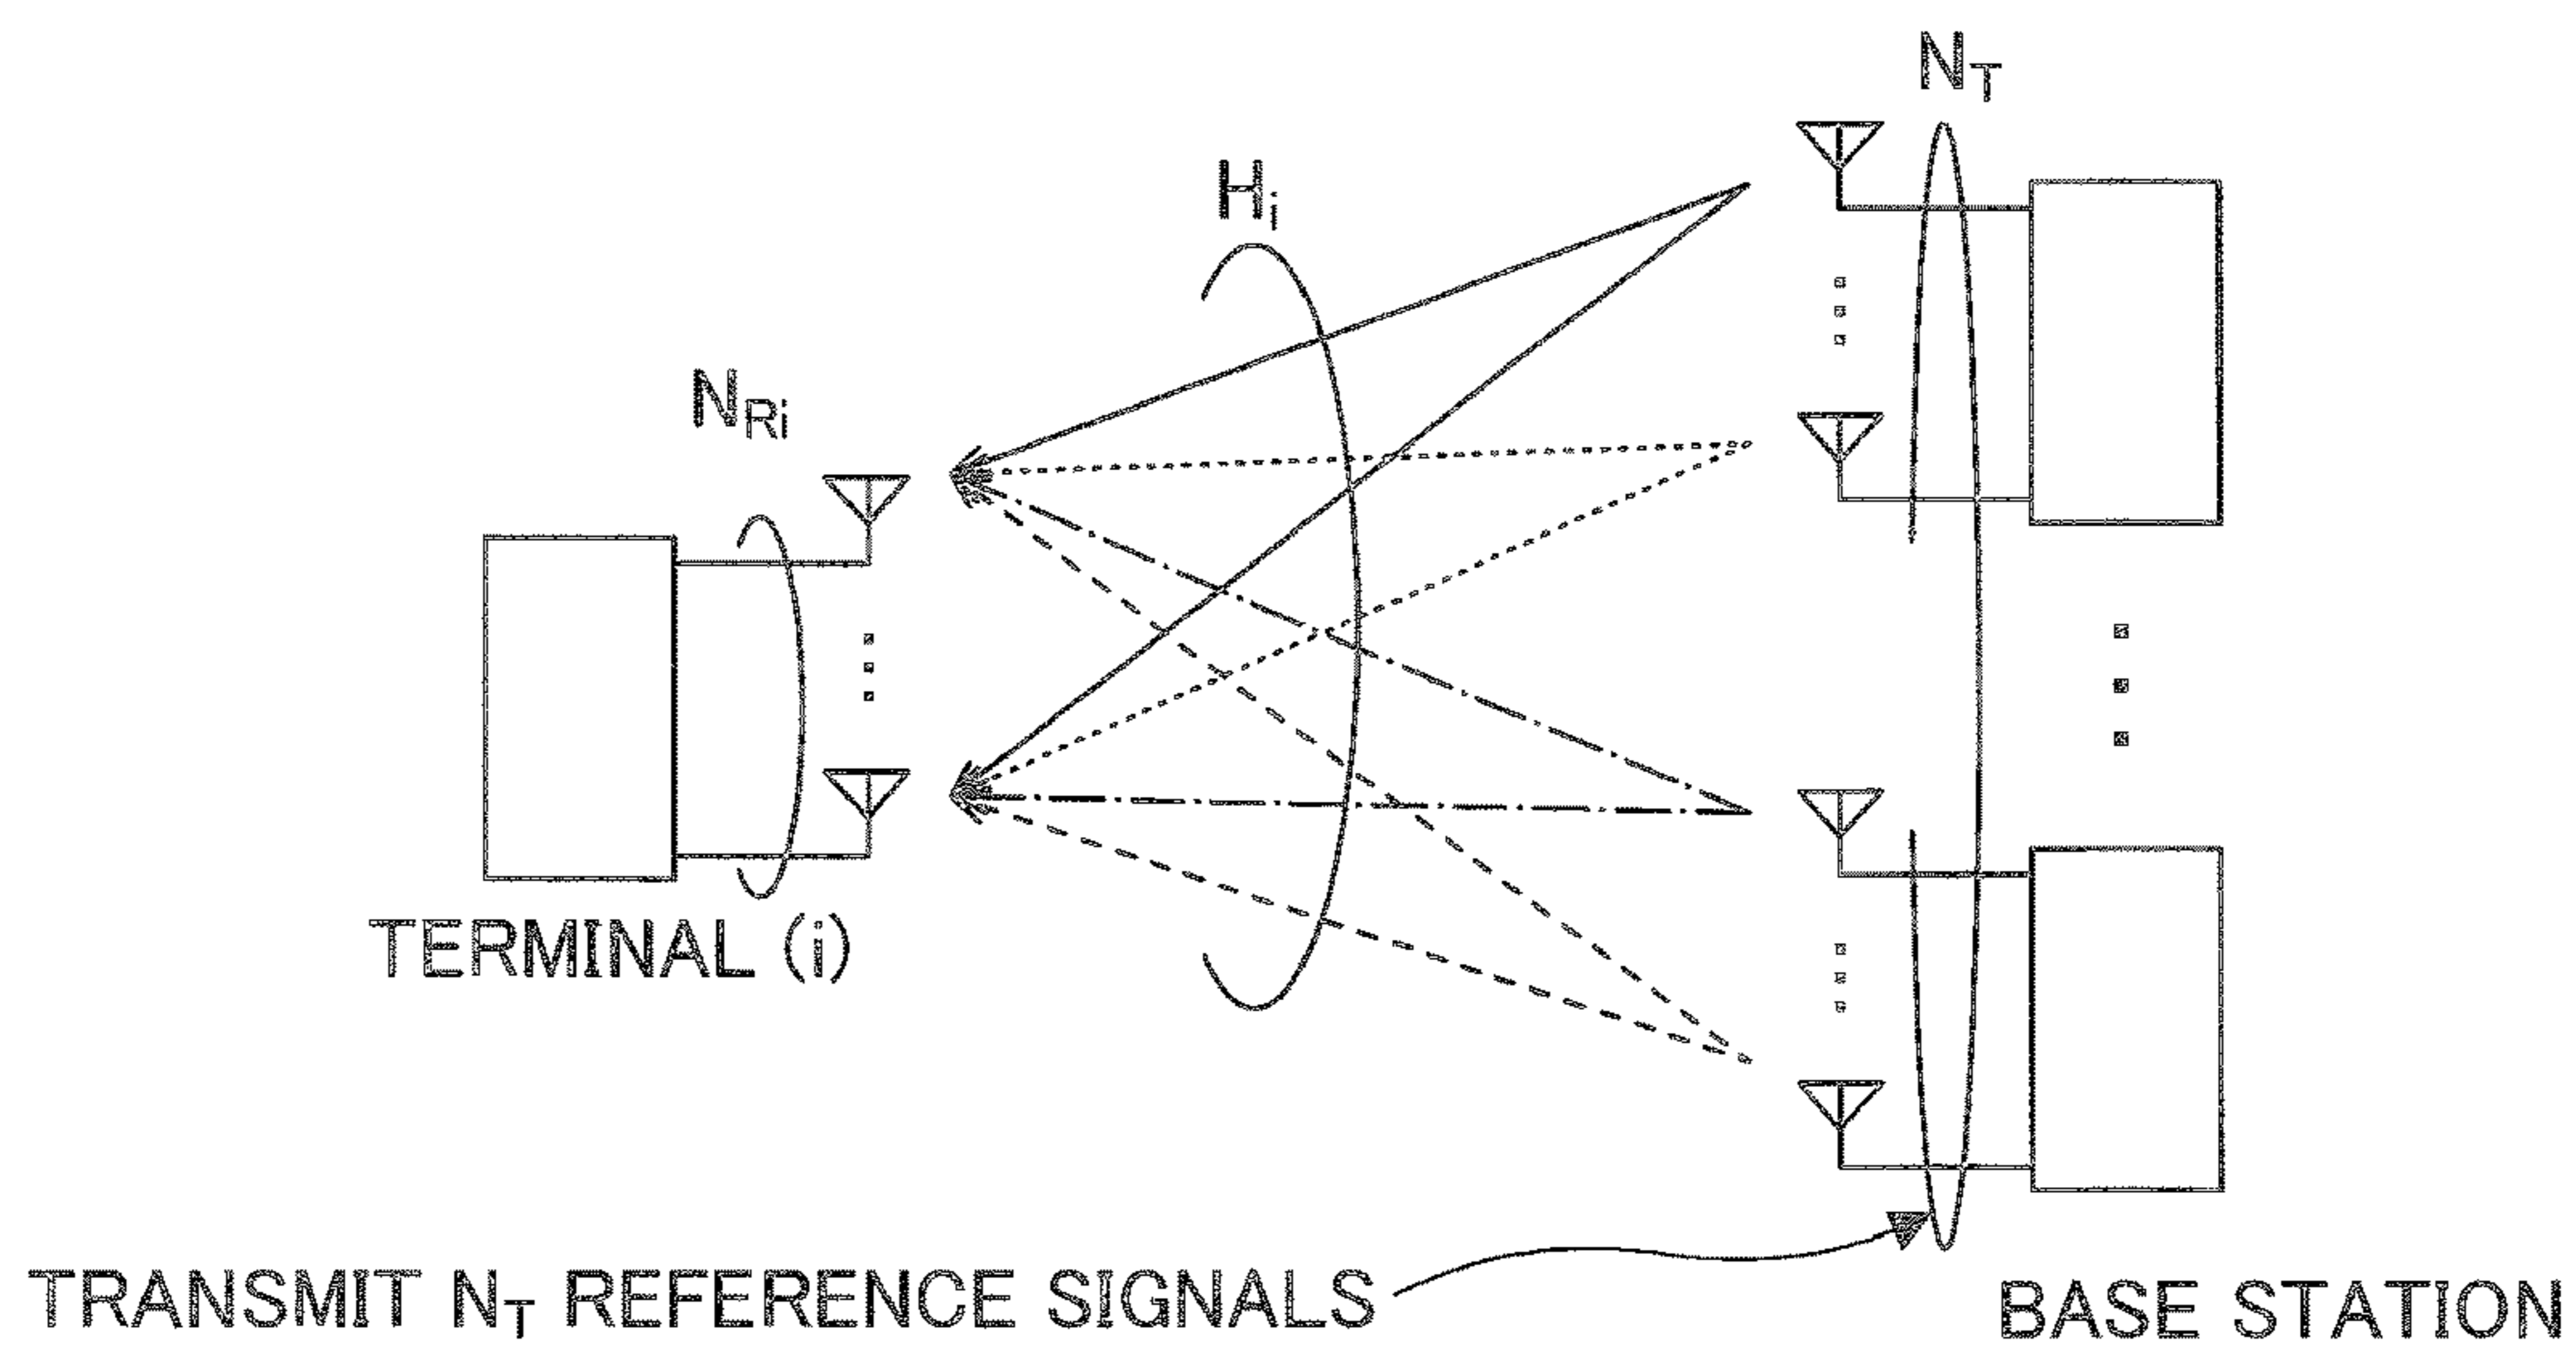 N_T
H_i
N_Ri
TERMINAL (i)
TRANSMIT N_T REFERENCE SIGNALS
BASE STATION